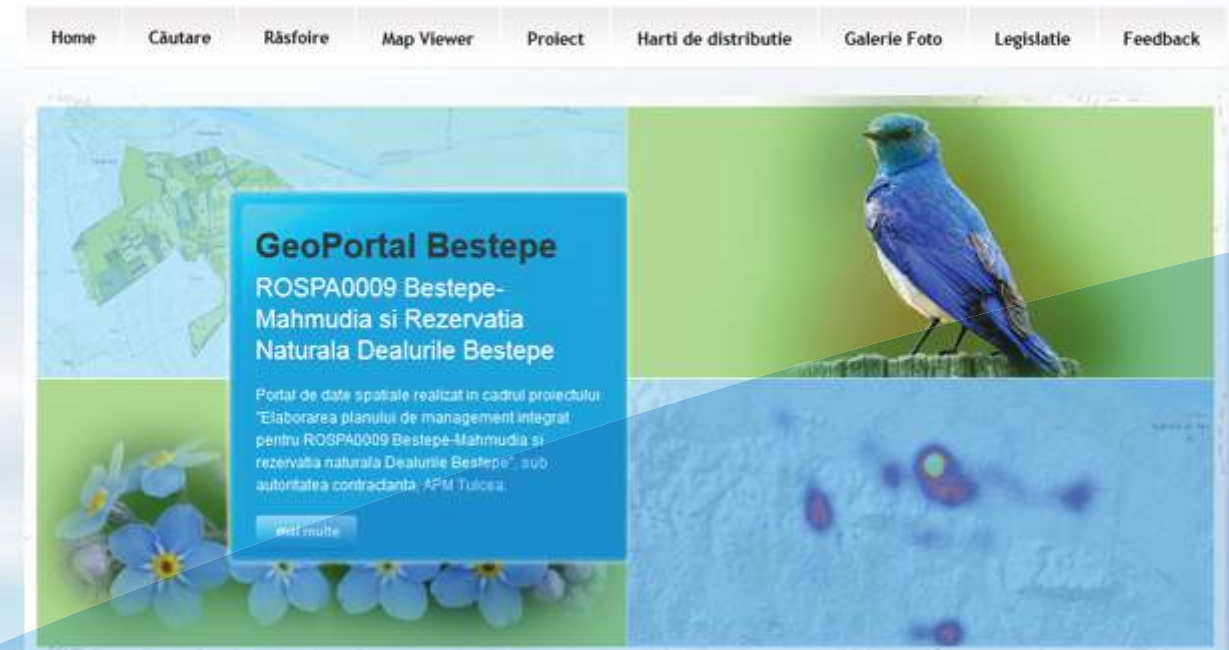 Home Căutare Răsfoire Map Viewer Proiect Harti de distributie Galerie Foto Legislatie Feedback
GeoPortal Bestepe
ROSPA0009 Bestepe-
Mahmudia si Rezervatia
Naturala Dealurile Bestepe
Portal de date spatiale realizat in cadrul proiectului
"Elaborarea planului de management integrat
pentru ROSPA0009 Bestepe-Mahmudia si
rezervatia naturala Dealurile Bestepe", sub
autoritatea contractanta, APM Tulcea.
mai multe